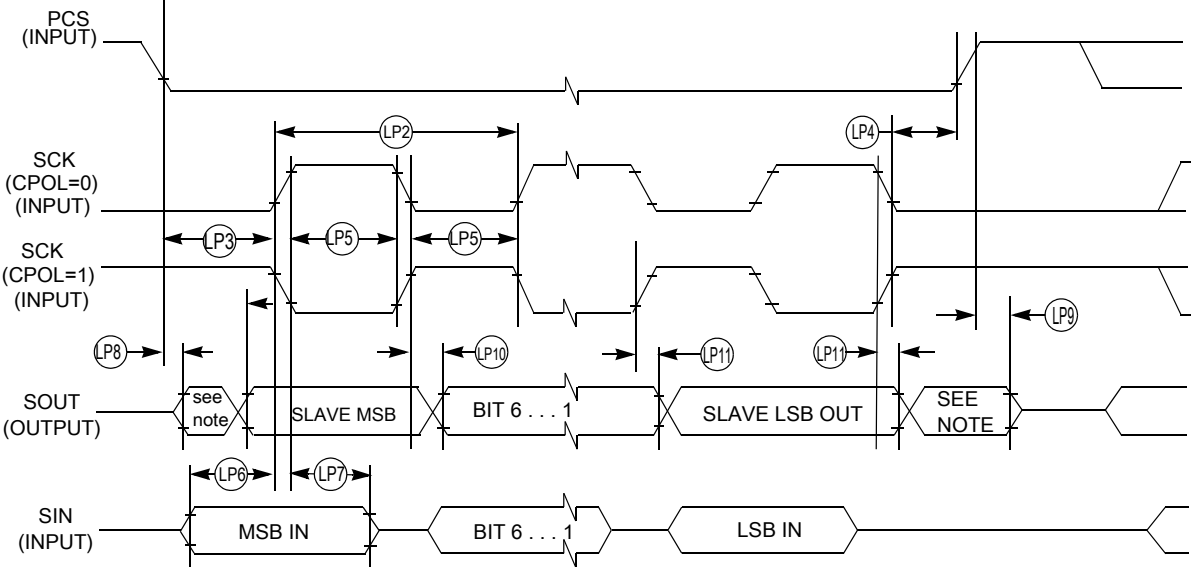 PCS
(INPUT)
LP2
LP4
SCK
(CPOL=0)
(INPUT)
LP3
LP5
LP5
SCK
(CPOL=1)
(INPUT)
LP9
LP8
LP10
LP11
LP11
SOUT
(OUTPUT)
see
note
SLAVE MSB
BIT 6 . . . 1
SLAVE LSB OUT
SEE
NOTE
LP6
LP7
SIN
(INPUT)
MSB IN
BIT 6 . . . 1
LSB IN